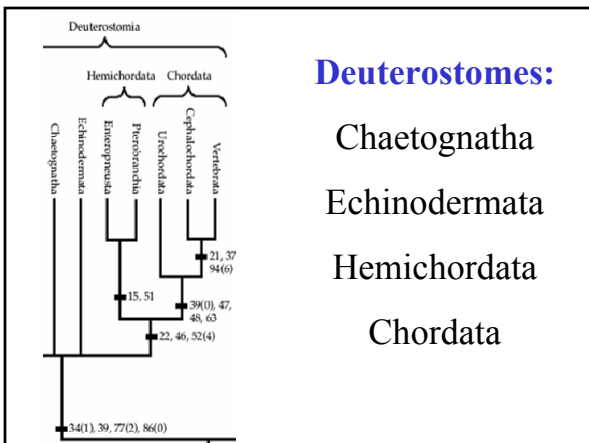 Deuterostomia
Hemichordata Chordata
Chaetognatha
Echinodermata
Enteropneusta
Pterobranchia
Urochordata
Cephalochordata
Vertebrata
21, 37
94(6)
15, 51
39(0), 47,
48, 63
22, 46, 52(4)
34(1), 39, 77(2), 86(0)
Deuterostomes:
Chaetognatha
Echinodermata
Hemichordata
Chordata